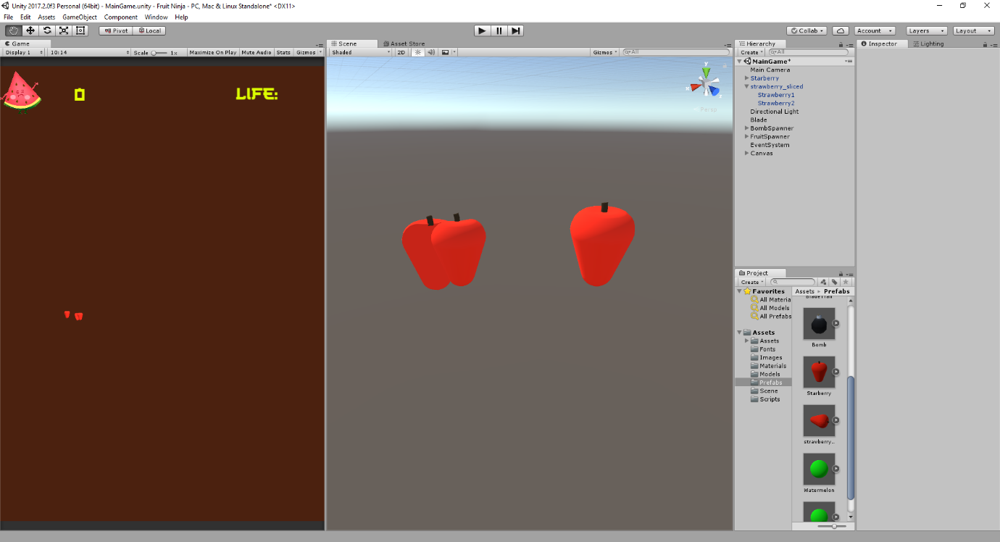 Unity 2017.2.0f3 Personal (64bit) - MainGame.unity - Fruit Ninja - PC, Mac & Linux Standalone* <DX11>
File Edit Assets GameObject Component Window Help
Pivot Local Collab Account Layers Layout
Game
Display 1 10:14 Scale 1x Maximize On Play Mute Audio Stats Gizmos
0 LIFE:
Scene Asset Store
Shaded 2D Gizmos All
y
x
z
Persp
Hierarchy
Create All
MainGame*
Main Camera
Starberry
strawberry_sliced
Strawberry1
Strawberry2
Directional Light
Blade
BombSpawner
FruitSpawner
EventSystem
Canvas
Project
Create
Favorites
All Materia
All Models
All Prefabs
Assets
Assets
Fonts
Images
Materials
Models
Prefabs
Scene
Scripts
Assets Prefabs
BladeTrail
Bomb
Starberry
strawberry...
Watermelon
Inspector Lighting